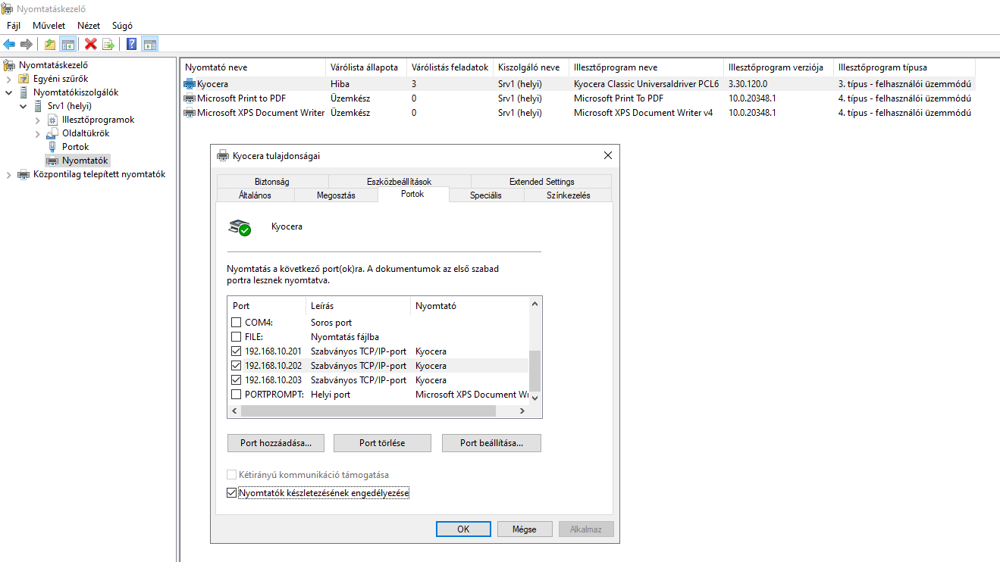 Nyomtatáskezelő
Fájl Művelet Nézet Súgó
Nyomtatáskezelő
Egyéni szűrők
Nyomtatókiszolgálók
Srv1 (helyi)
Illesztőprogramok
Oldaltükrök
Portok
Nyomtatók
Központilag telepített nyomtatók
Nyomtató neve Várólista állapota Várólistás feladatok Kiszolgáló neve Illesztőprogram neve Illesztőprogram verziója Illesztőprogram típusa
Kyocera Hiba 3 Srv1 (helyi) Kyocera Classic Universaldriver PCL6 3.30.120.0 3. típus - felhasználói üzemmódú
Microsoft Print to PDF Üzemkész 0 Srv1 (helyi) Microsoft Print To PDF 10.0.20348.1 4. típus - felhasználói üzemmódú
Microsoft XPS Document Writer Üzemkész 0 Srv1 (helyi) Microsoft XPS Document Writer v4 10.0.20348.1 4. típus - felhasználói üzemmódú
Kyocera tulajdonságai
Biztonság Eszközbeállítások Extended Settings
Általános Megosztás Portok Speciális Színkezelés
Kyocera
Nyomtatás a következő port(ok)ra. A dokumentumok az első szabad
portra lesznek nyomtatva.
Port Leírás Nyomtató
COM4: Soros port
FILE: Nyomtatás fájlba
192.168.10.201 Szabványos TCP/IP-port Kyocera
192.168.10.202 Szabványos TCP/IP-port Kyocera
192.168.10.203 Szabványos TCP/IP-port Kyocera
PORTPROMPT: Helyi port Microsoft XPS Document Wr
Port hozzáadása... Port törlése Port beállítása...
Kétirányú kommunikáció támogatása
Nyomtatók készletezésének engedélyezése
OK Mégse Alkalmaz